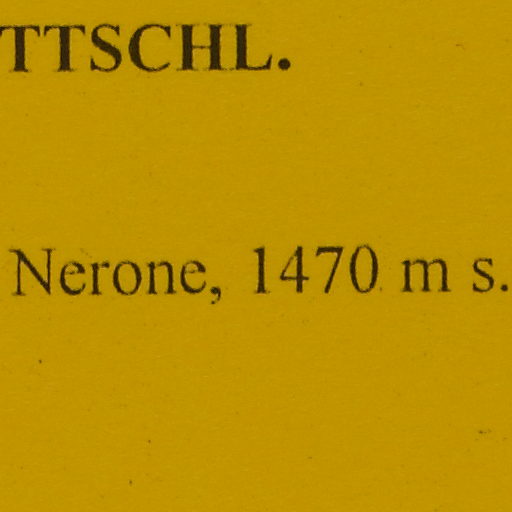 TTSCHL.
Nerone, 1470 m s.